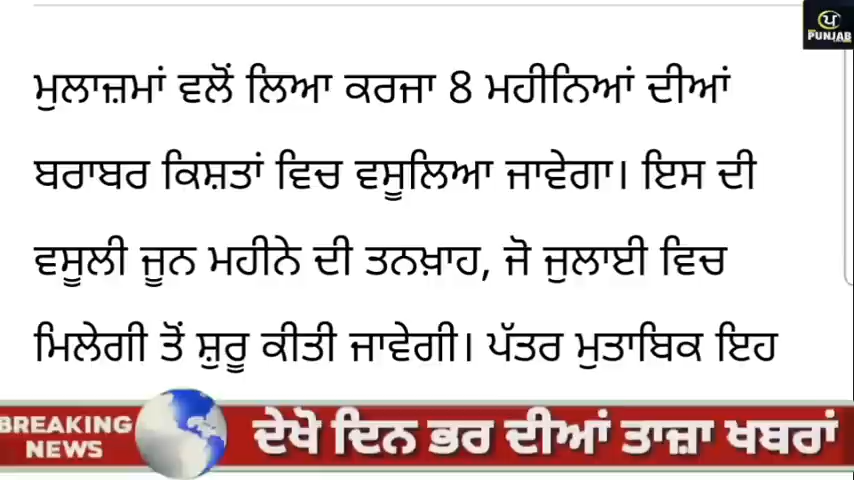 ਪ
PUNJAB
ਮੁਲਾਜ਼ਮਾਂ ਵਲੋਂ ਲਿਆ ਕਰਜਾ 8 ਮਹੀਨਿਆਂ ਦੀਆਂ
ਬਰਾਬਰ ਕਿਸ਼ਤਾਂ ਵਿਚ ਵਸੂਲਿਆ ਜਾਵੇਗਾ। ਇਸ ਦੀ
ਵਸੂਲੀ ਜੂਨ ਮਹੀਨੇ ਦੀ ਤਨਖ਼ਾਹ, ਜੋ ਜੁਲਾਈ ਵਿਚ
ਮਿਲੇਗੀ ਤੋਂ ਸ਼ੁਰੂ ਕੀਤੀ ਜਾਵੇਗੀ। ਪੱਤਰ ਮੁਤਾਬਿਕ ਇਹ
BREAKING
NEWS
ਦੇਖੋ ਦਿਨ ਭਰ ਦੀਆਂ ਤਾਜ਼ਾ ਖਬਰਾਂ